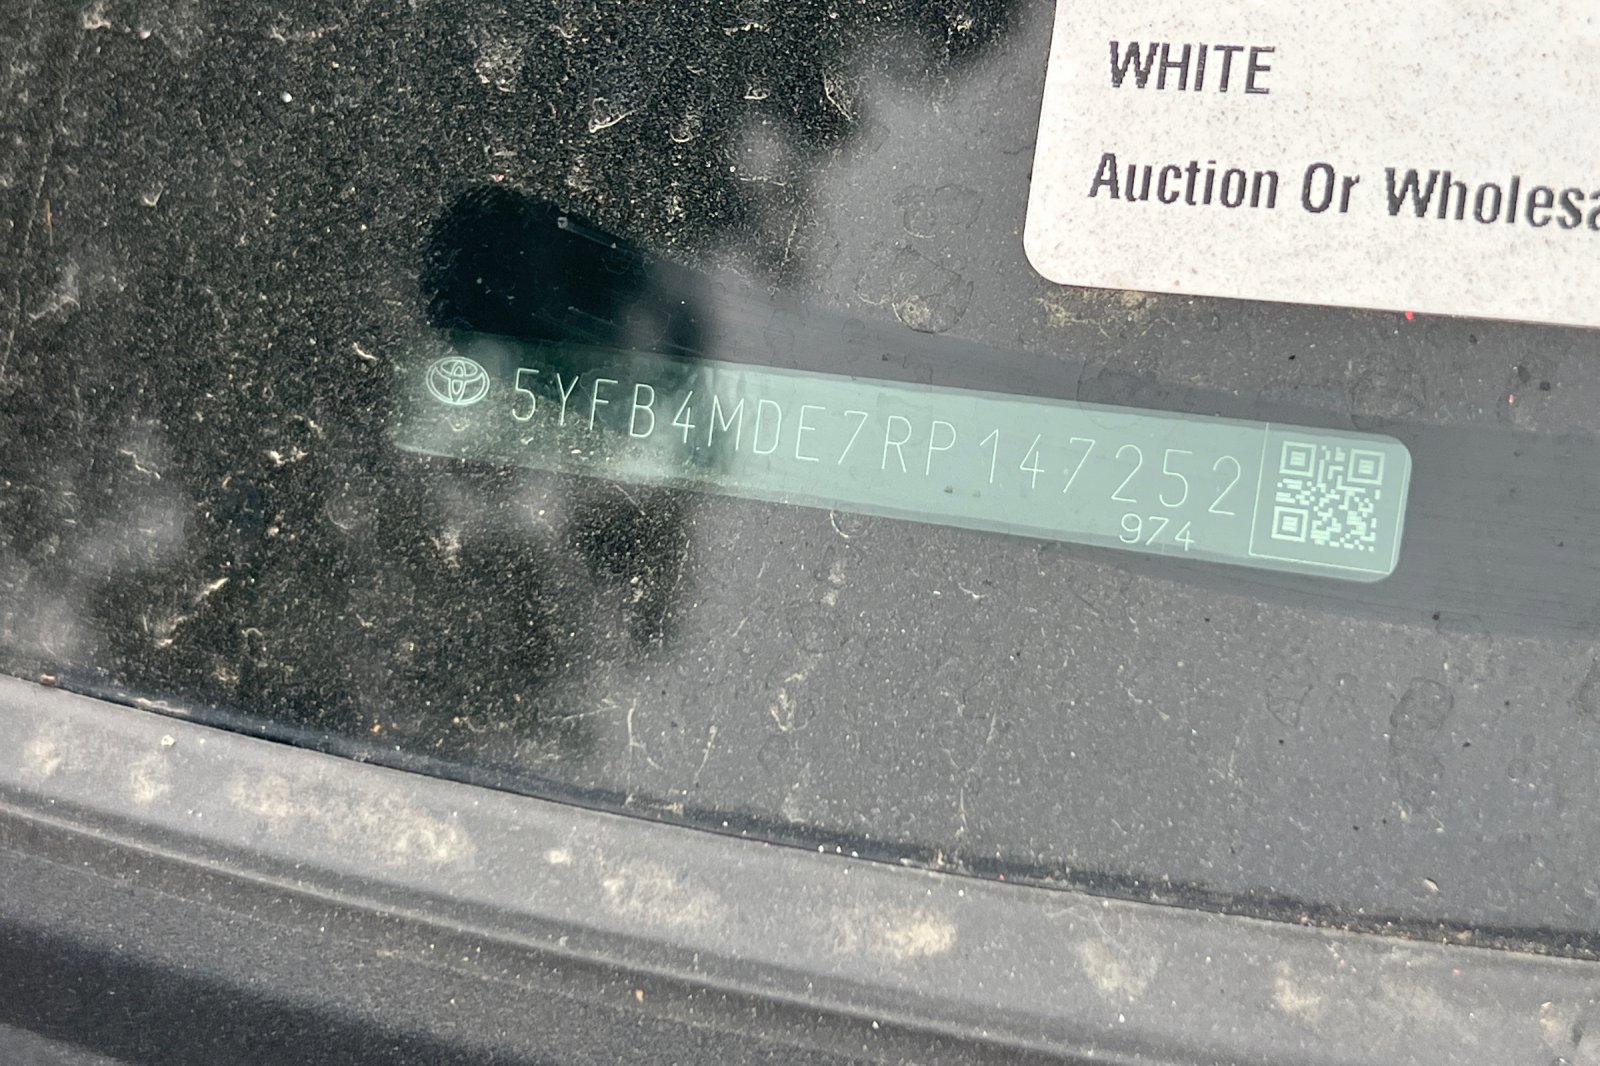 WHITE
Auction Or Wholesa
5YFB4MDE7RP147252
974